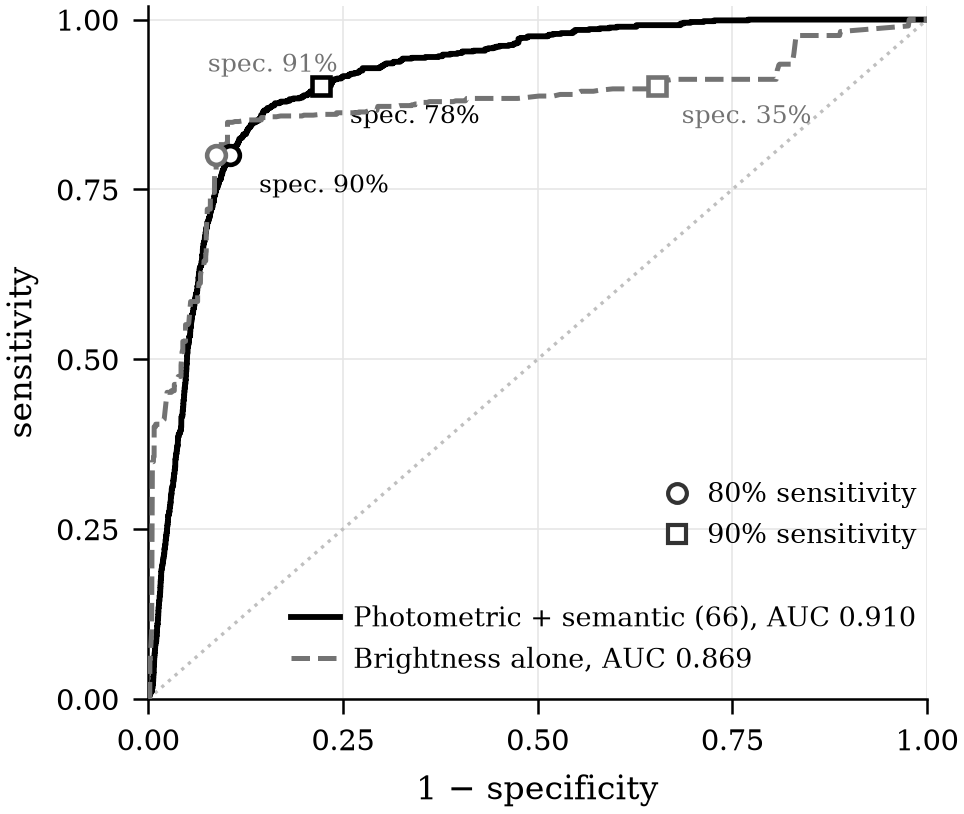 1.00
spec. 91%
spec. 78%
spec. 35%
0.75
spec. 90%
sensitivity
0.50
80% sensitivity
0.25
90% sensitivity
Photometric + semantic (66), AUC 0.910
Brightness alone, AUC 0.869
0.00
0.00 0.25 0.50 0.75 1.00
1 − specificity